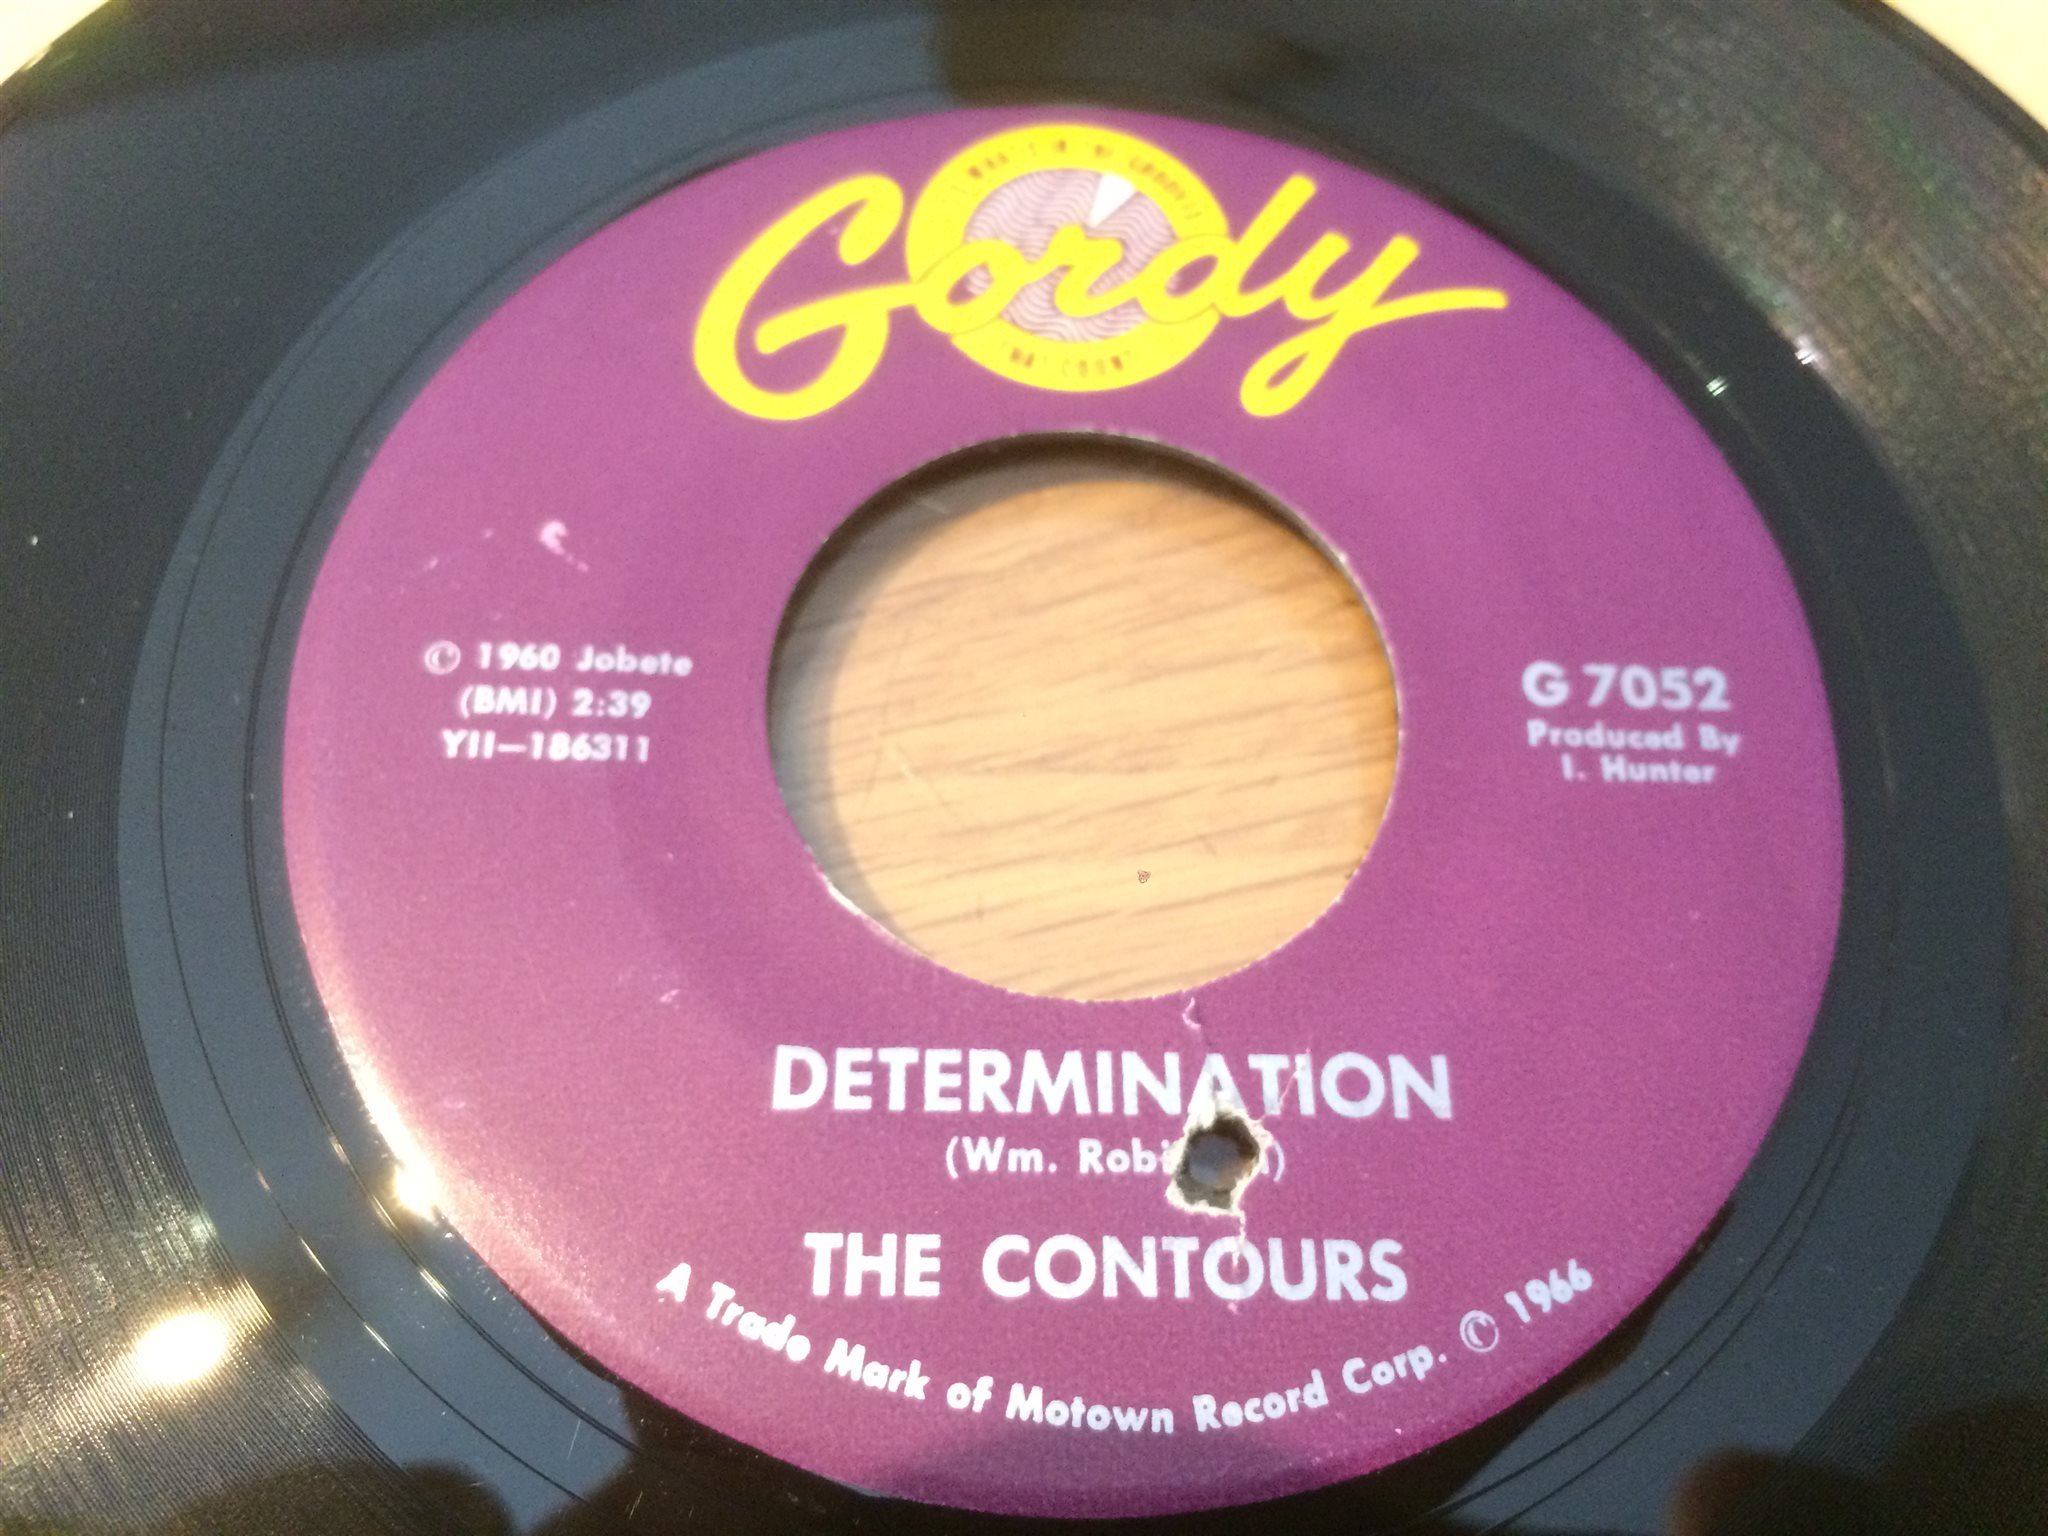 Gordy
© 1960 Jobete
(BMI) 2:39
YII-186311
G 7052
Produced By
I. Hunter
DETERMINATION
(Wm.
THE CONTOURS
A Trade Mark of Motown Record Corp. © 1966